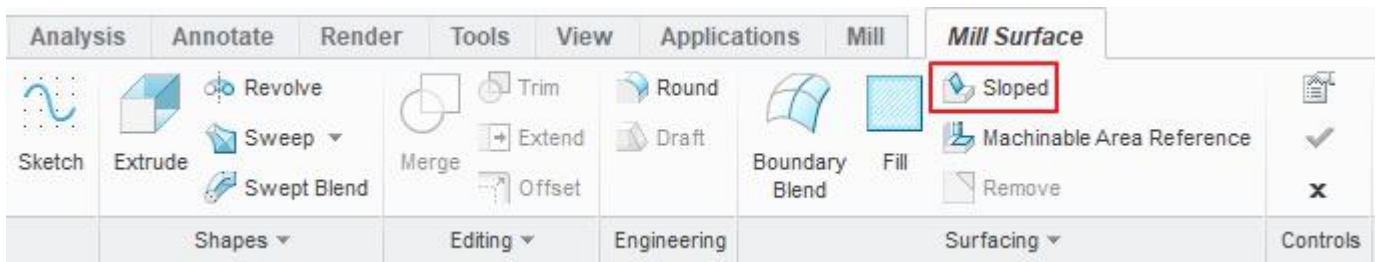 Analysis Annotate Render Tools View Applications Mill Mill Surface
Revolve Trim Round Sloped
Sweep Extend Draft Machinable Area Reference
Sketch Extrude Merge Boundary Blend Fill
Swept Blend Offset Remove
Shapes Editing Engineering Surfacing Controls